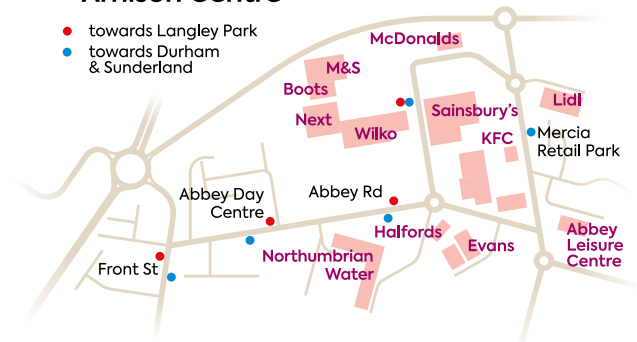 Arnison Centre
towards Langley Park
towards Durham
& Sunderland
McDonalds
M&S
Boots
Next
Wilko
Sainsbury's
KFC
Lidl
Mercia
Retail Park
Abbey Day
Centre
Abbey Rd
Halfords
Evans
Abbey
Leisure
Centre
Northumbrian
Water
Front St